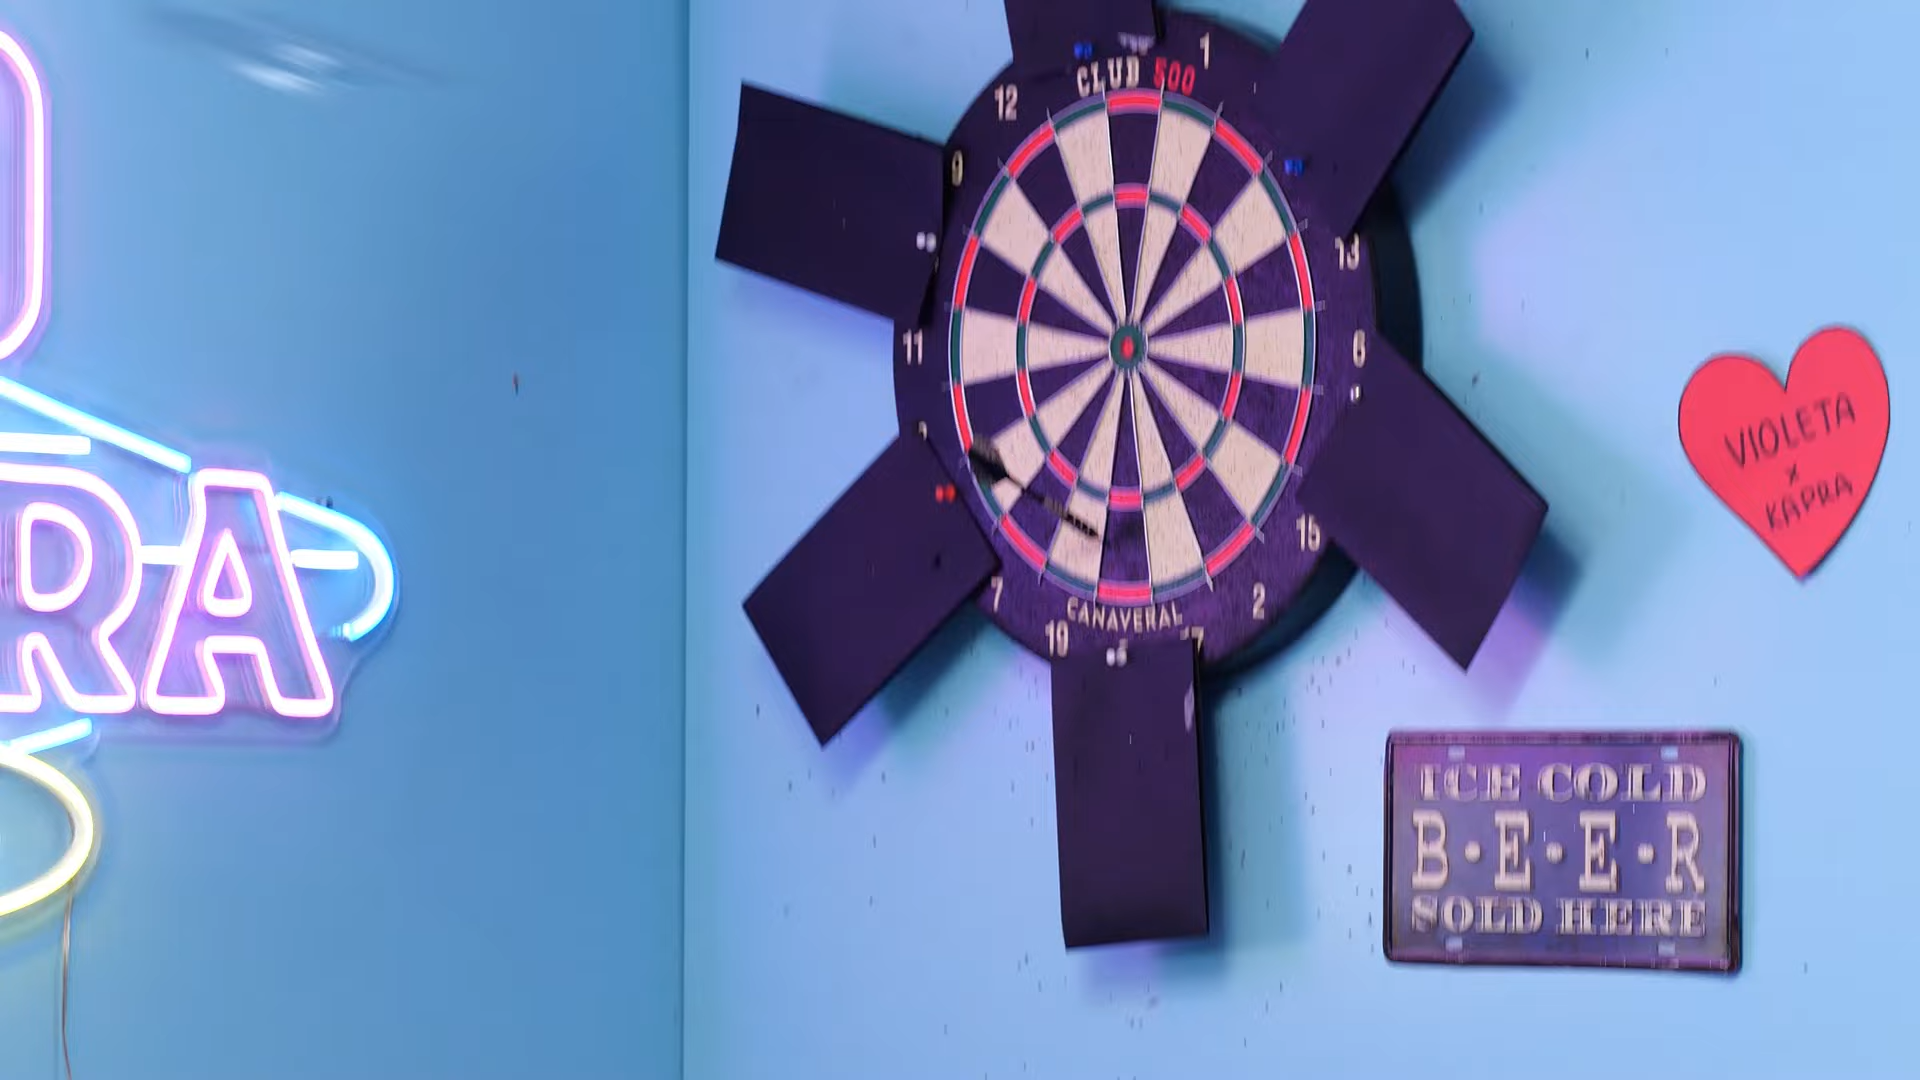 RA
CLUB 500
1
12
9
13
11
6
15
7
2
19
CANAVERAL
VIOLETA
x
KAPRA
ICE COLD
B·E·E·R
SOLD HERE